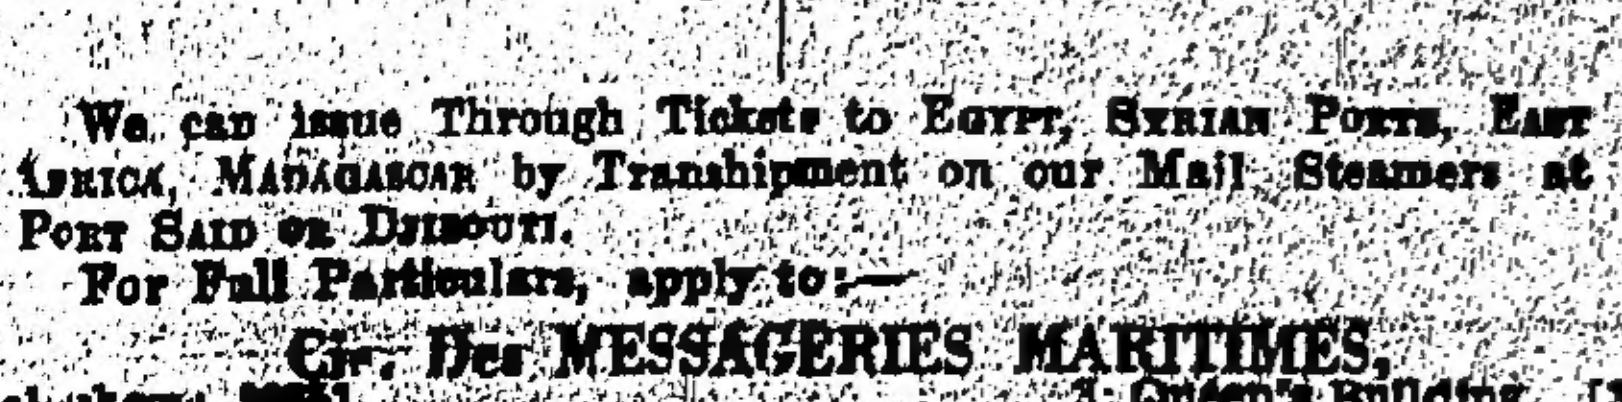 We can issue Through Tickets to EGYPT, SYRIAN PORTS, EAST
AFRICA, MADAGASCAR by Transhipment on our Mail Steamers at
PORT SAID OR DJIBOUTI.
For Full Particulars, apply to:—
Cie. Des MESSAGERIES MARITIMES,
Queen's Building